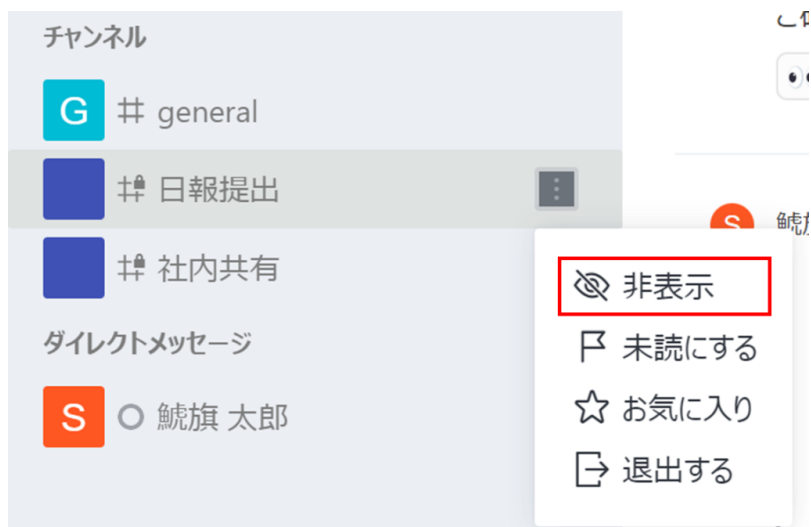 チャンネル
G general
日報提出
社内共有
非表示
未読にする
ダイレクトメッセージ
お気に入り
S 鯱旗 太郎
退出する
S